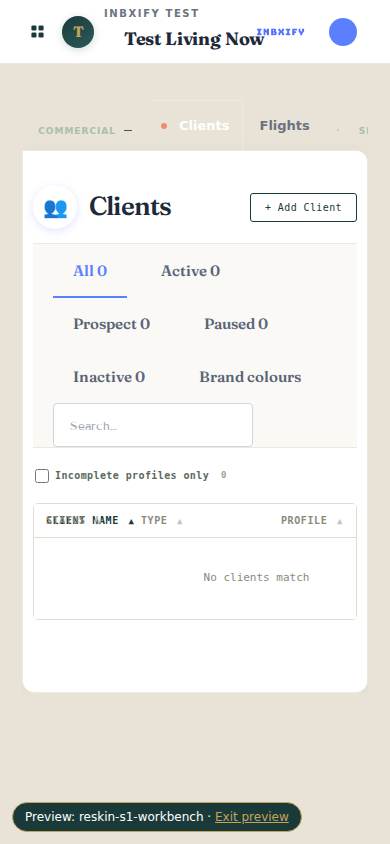 INBXIFY TEST
T
Test Living Now
INBXIFY
COMMERCIAL
Clients
Flights
Clients
+ Add Client
All 0
Active 0
Prospect 0
Paused 0
Inactive 0
Brand colours
Search...
Incomplete profiles only 0
NAME ▲ TYPE ▲ PROFILE ▲
No clients match
Preview: reskin-s1-workbench · Exit preview